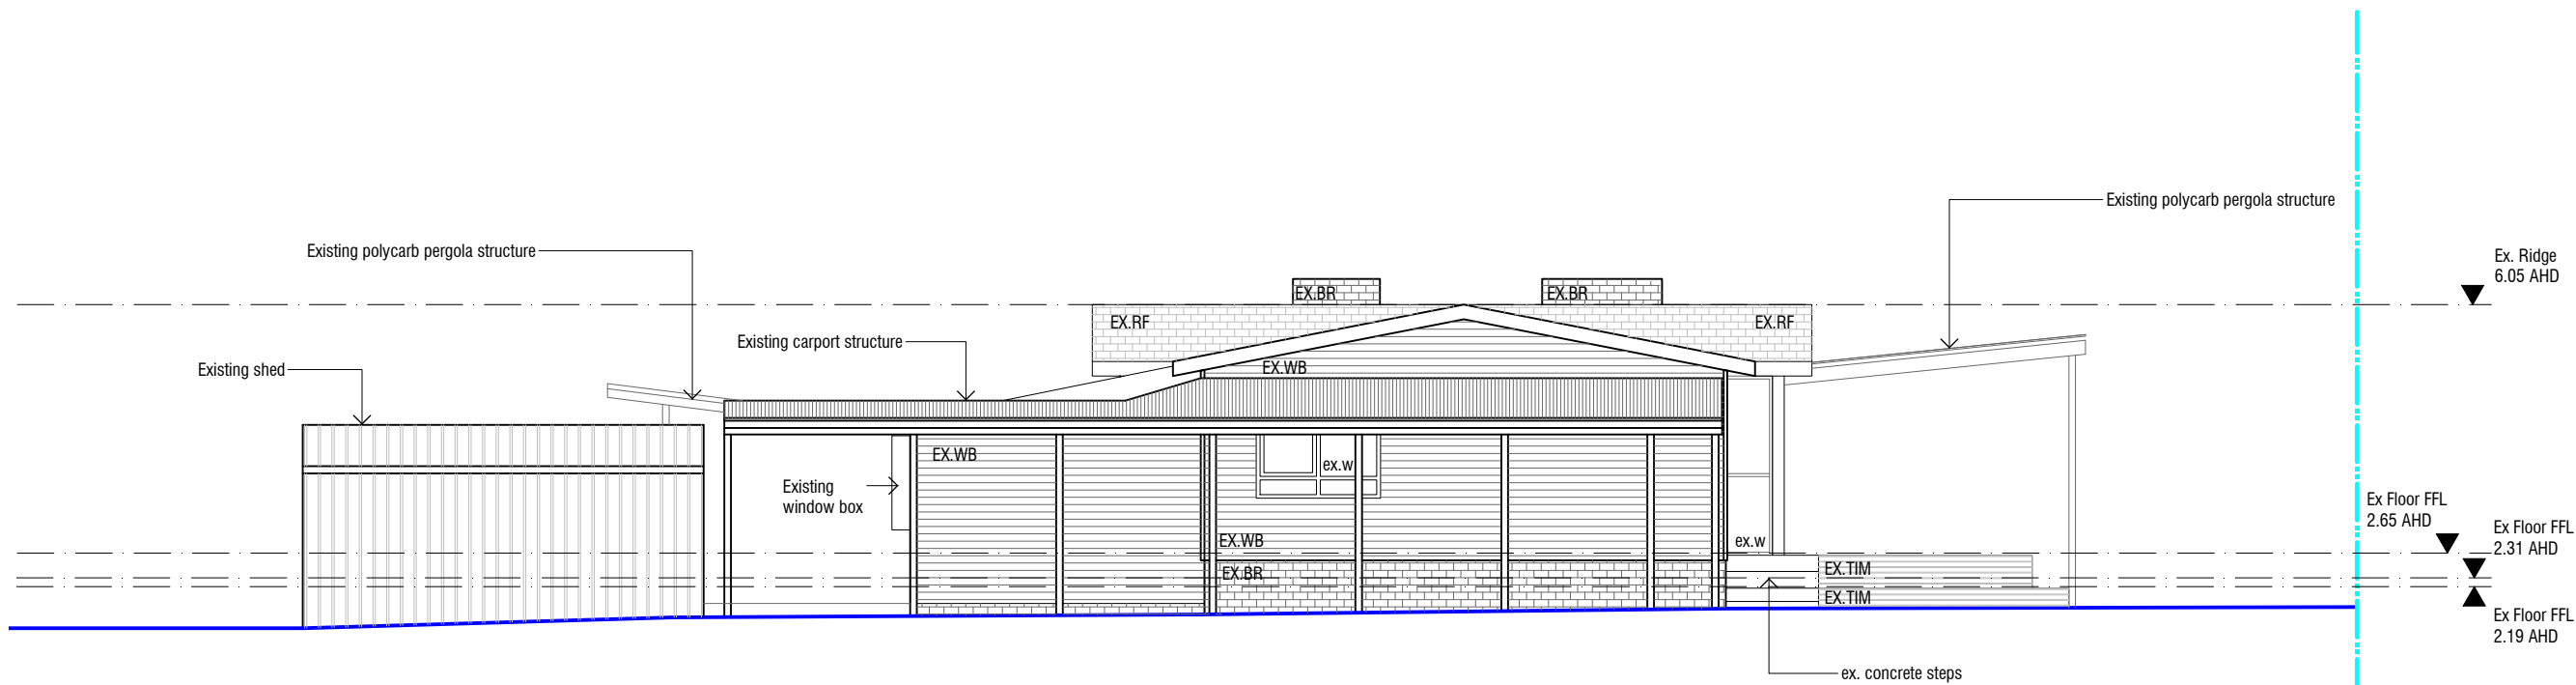 Existing polycarb pergola structure
Existing polycarb pergola structure
Ex. Ridge
6.05 AHD
EX.BR
EX.BR
EX.RF
EX.RF
Existing carport structure
Existing shed
EX.WB
EX.WB
ex.w
Existing
window box
Ex Floor FFL
2.65 AHD
Ex Floor FFL
2.31 AHD
EX.WB
ex.w
EX.BR
EX.TIM
EX.TIM
Ex Floor FFL
2.19 AHD
ex. concrete steps